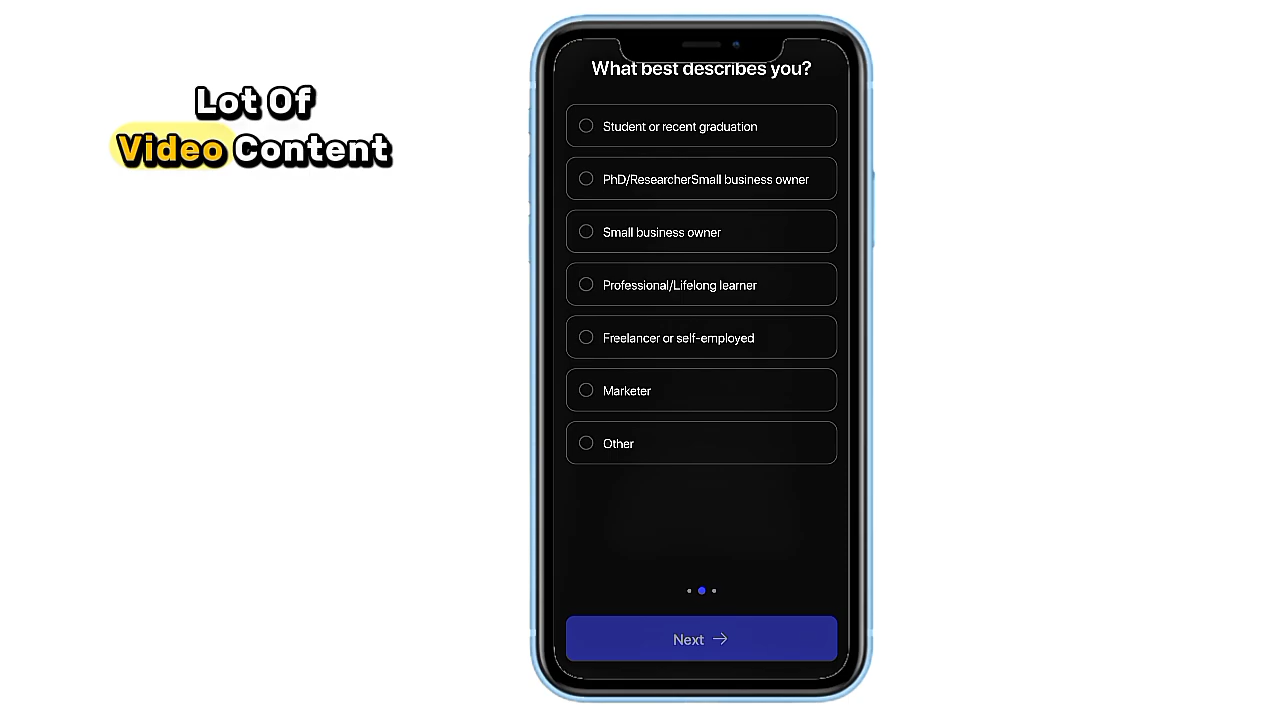 Lot Of
Video Content
What best describes you?
Student or recent graduation
PhD/ResearcherSmall business owner
Small business owner
Professional/Lifelong learner
Freelancer or self-employed
Marketer
Other
Next →